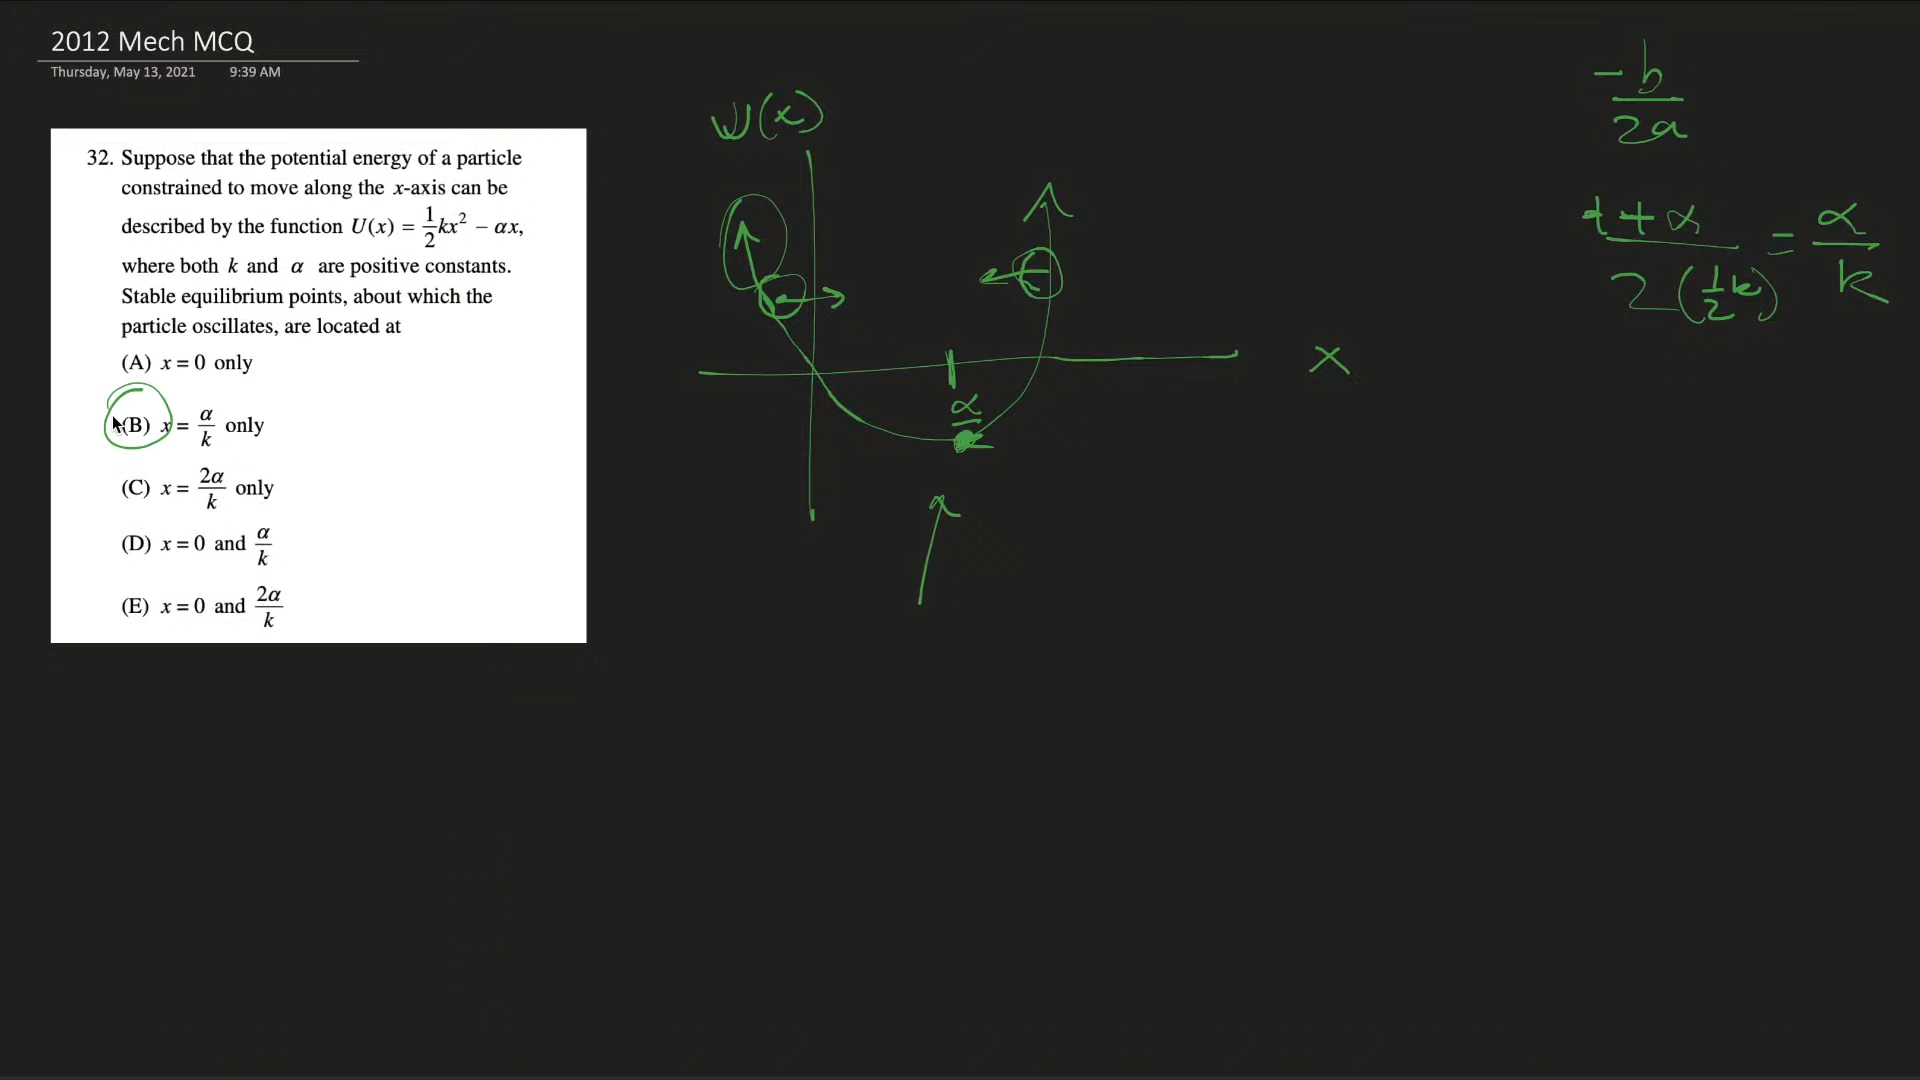 2012 Mech MCQ
Thursday, May 13, 2021 9:39 AM
32. Suppose that the potential energy of a particle
constrained to move along the x-axis can be
described by the function U(x) = 1/2 kx² − αx,
where both k and α are positive constants.
Stable equilibrium points, about which the
particle oscillates, are located at
(A) x = 0 only
(B) x = α/k only
(C) x = 2α/k only
(D) x = 0 and α/k
(E) x = 0 and 2α/k
U(x)
x
α
-b/2a
+α/2(1/2 k) = α/k